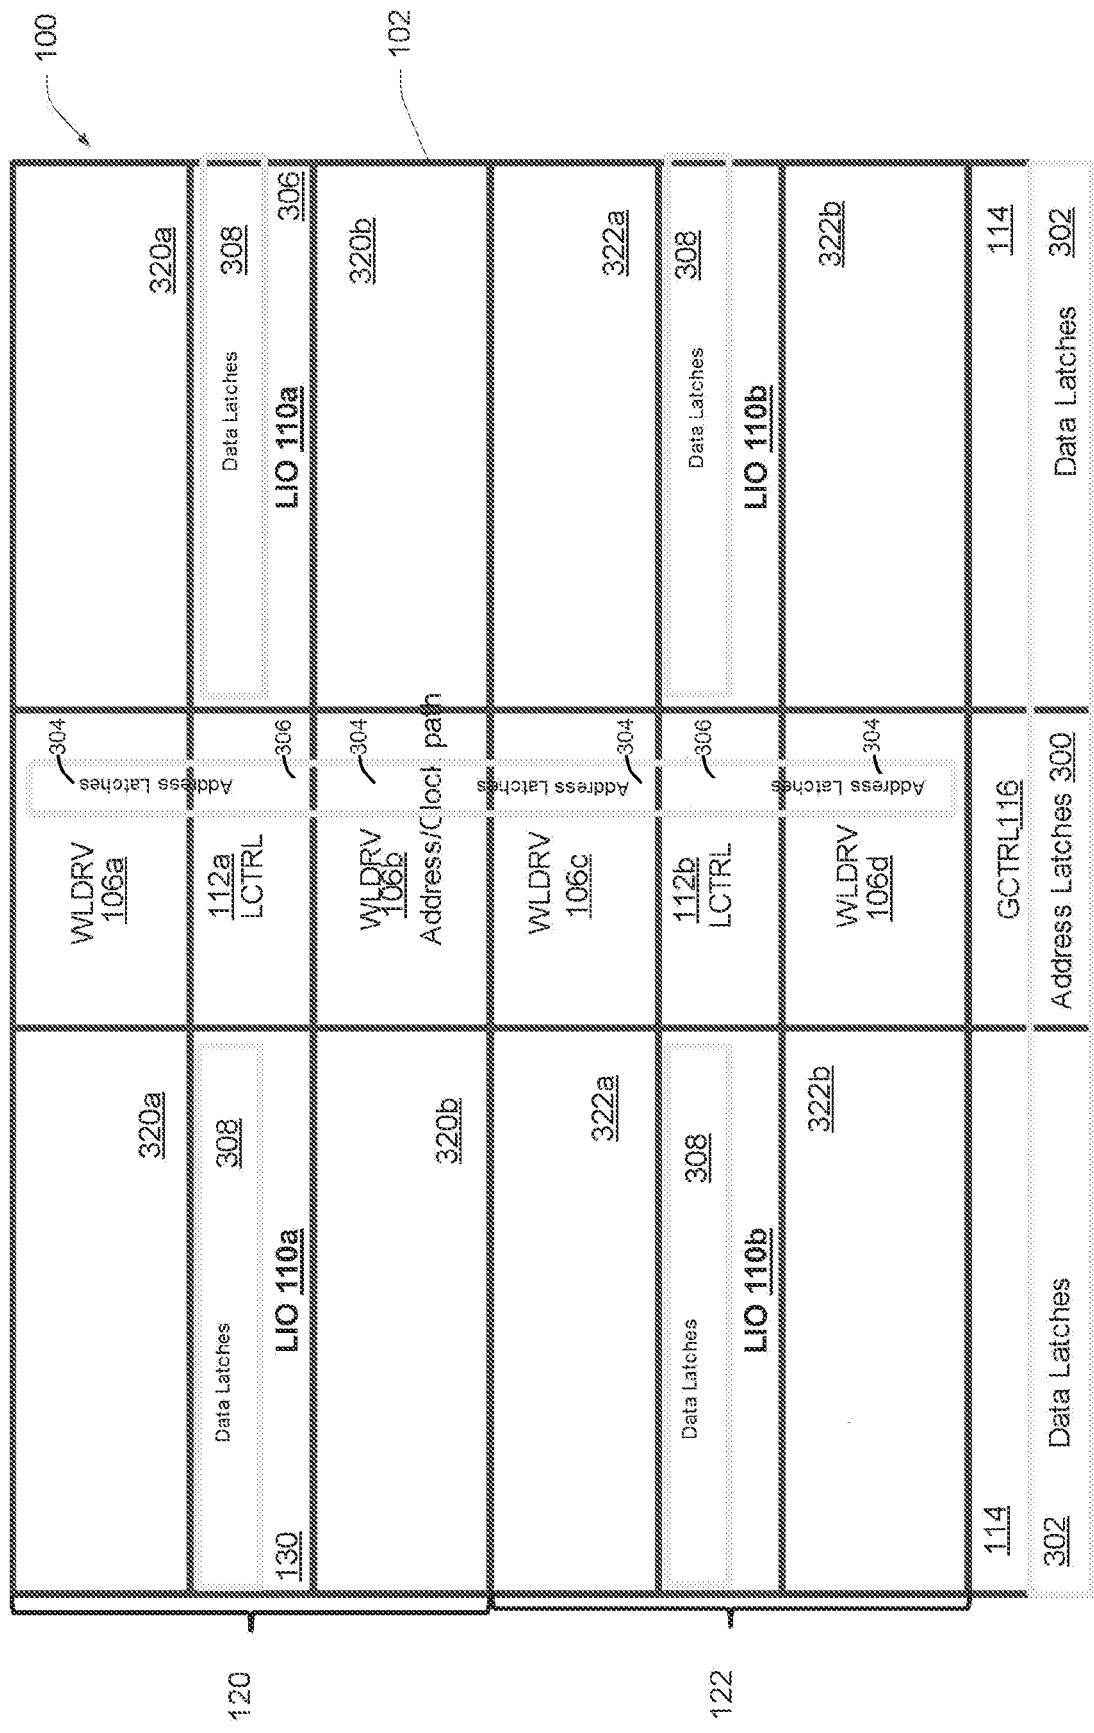 100
102
320a
WLDRV
106a
304
Address Latches
320a
Data Latches
308
LIO 110a
130
112a
LCTRL
306
Data Latches
308
LIO 110a
306
120
320b
WLDRV
106b
304
Address/Clock path
320b
322a
WLDRV
106c
304
Address Latches
322a
Data Latches
308
LIO 110b
112b
LCTRL
306
Data Latches
308
LIO 110b
122
322b
WLDRV
106d
304
Address Latches
322b
114
GCTRL116
114
302
Data Latches
Address Latches 300
Data Latches
302